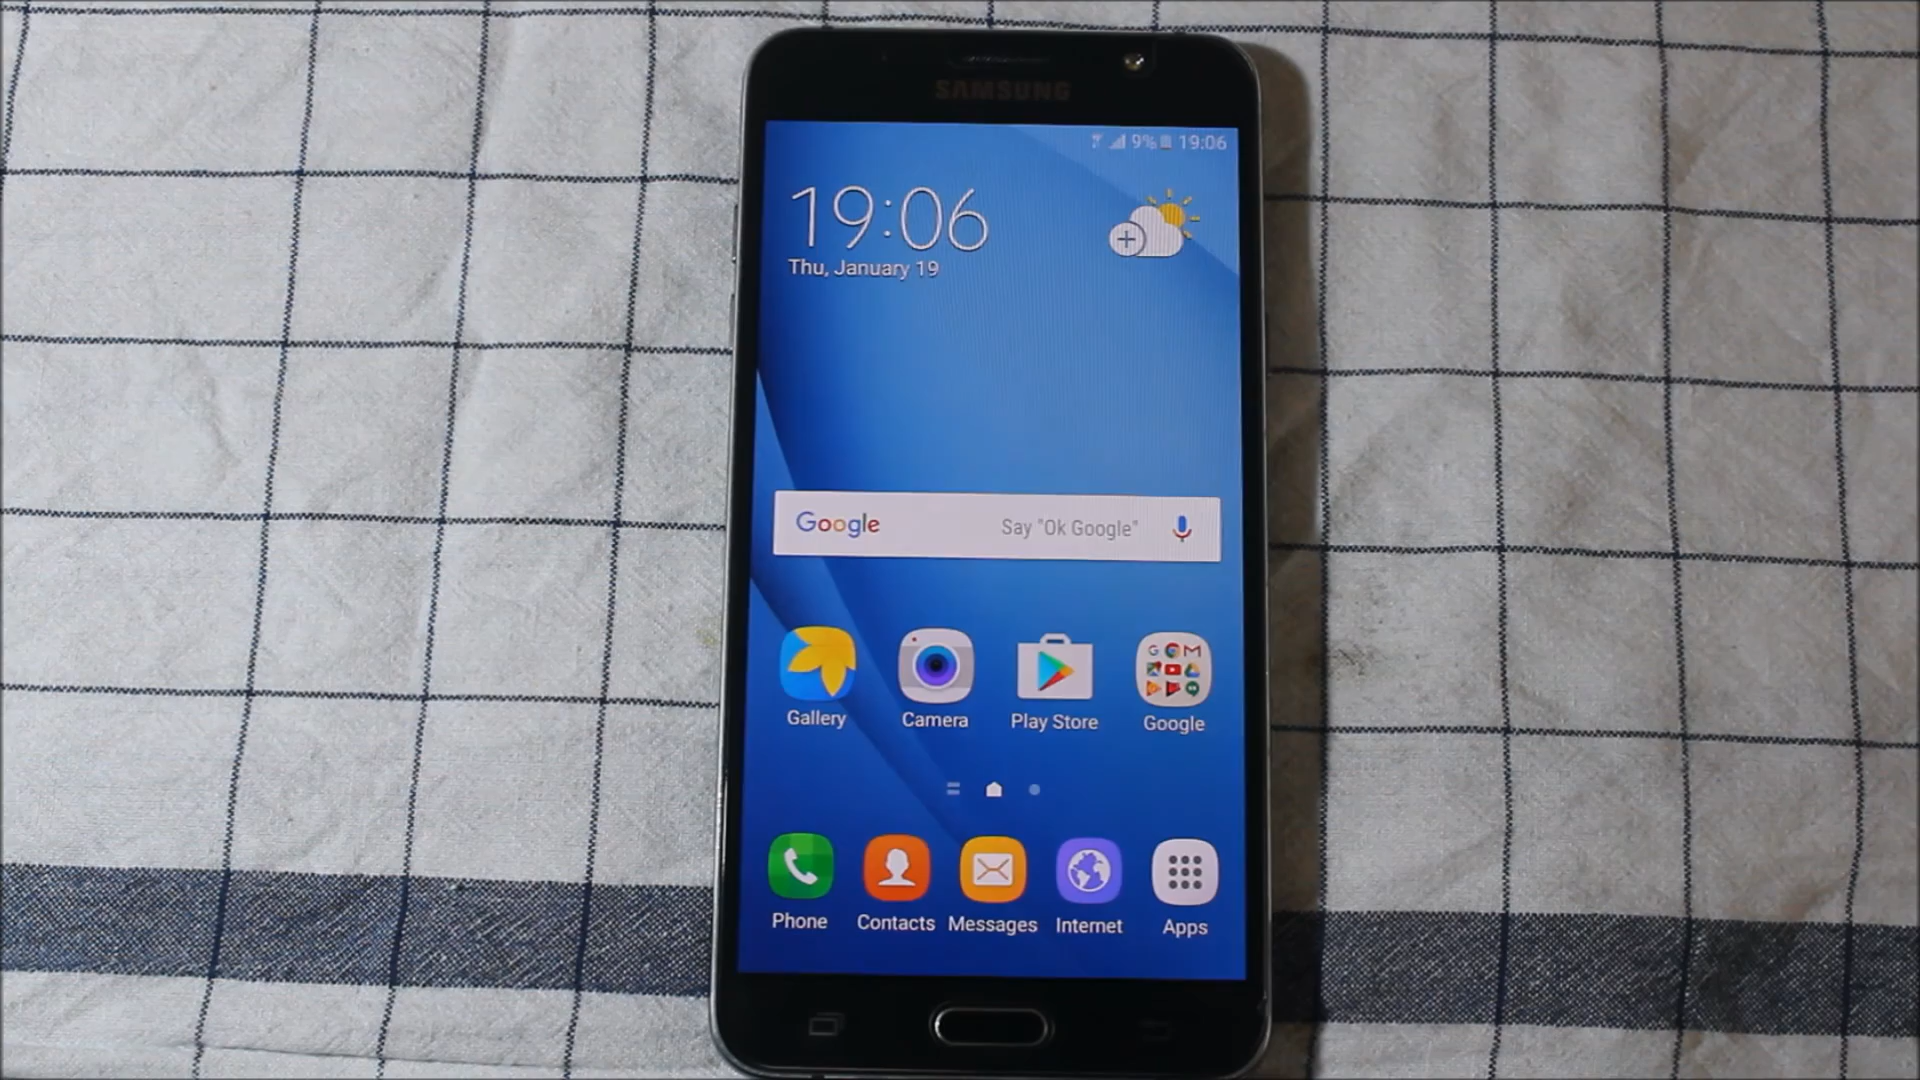 SAMSUNG
9% 19:06
19:06
Thu, January 19
Google Say "Ok Google"
Gallery Camera Play Store Google
Phone Contacts Messages Internet Apps